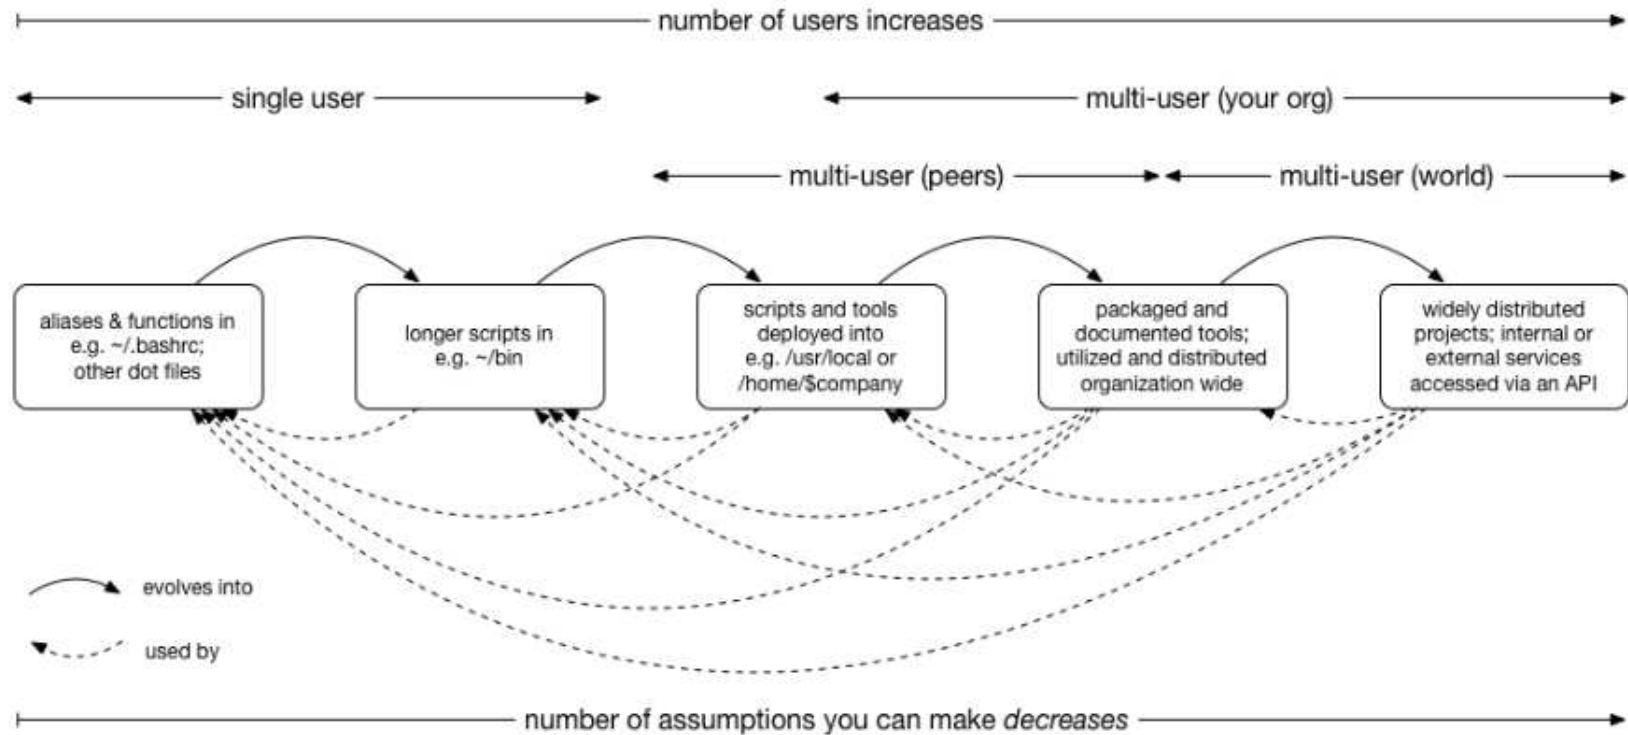 number of users increases
single user
multi-user (your org)
multi-user (peers)
multi-user (world)
aliases & functions in
e.g. ~/.bashrc;
other dot files
longer scripts in
e.g. ~/bin
scripts and tools
deployed into
e.g. /usr/local or
/home/$company
packaged and
documented tools;
utilized and distributed
organization wide
widely distributed
projects; internal or
external services
accessed via an API
evolves into
used by
number of assumptions you can make decreases